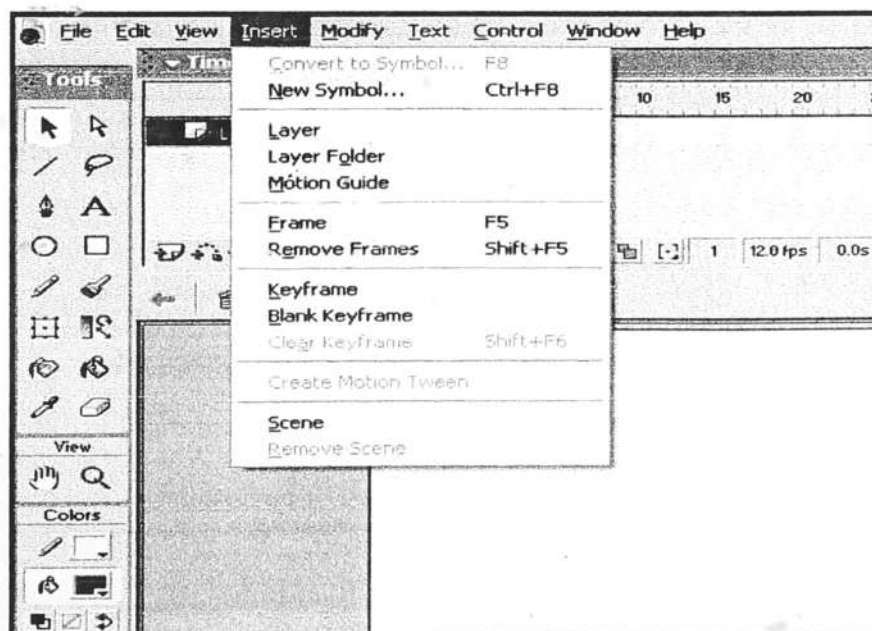 File Edit View Insert Modify Text Control Window Help
Tools
Tim
Convert to Symbol... F8
New Symbol... Ctrl+F8
10 15 20
L
Layer
Layer Folder
Motion Guide
Frame F5
Remove Frames Shift+F5
1 12.0 fps 0.0s
Keyframe
Blank Keyframe
Clear Keyframe Shift+F6
Create Motion Tween
Scene
Remove Scene
View
Colors
A